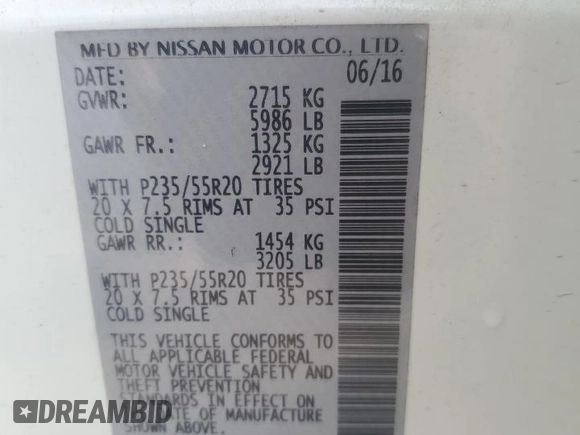 MFD BY NISSAN MOTOR CO., LTD.
DATE: 06/16
GVWR: 2715 KG
5986 LB
GAWR FR.: 1325 KG
2921 LB
WITH P235/55R20 TIRES
20 X 7.5 RIMS AT 35 PSI
COLD SINGLE
GAWR RR.: 1454 KG
3205 LB
WITH P235/55R20 TIRES
20 X 7.5 RIMS AT 35 PSI
COLD SINGLE
THIS VEHICLE CONFORMS TO
ALL APPLICABLE FEDERAL
MOTOR VEHICLE SAFETY AND
THEFT PREVENTION
STANDARDS IN EFFECT ON
OF MANUFACTURE
SHOWN ABOVE.
DREAMBID